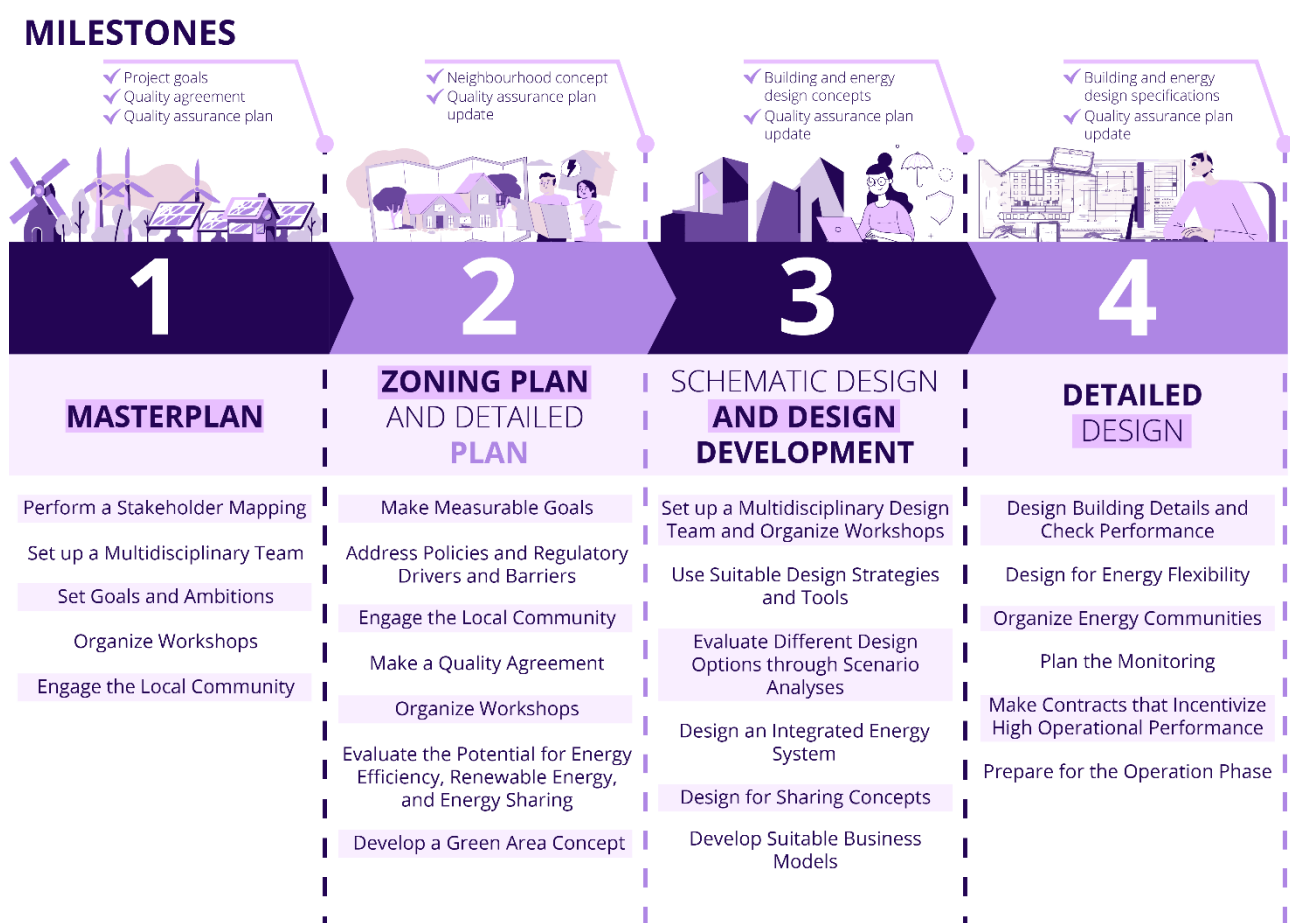 MILESTONES
Project goals
Quality agreement
Quality assurance plan
Neighbourhood concept
Quality assurance plan
update
Building and energy
design concepts
Quality assurance plan
update
Building and energy
design specifications
Quality assurance plan
update
1
2
3
4
MASTERPLAN
ZONING PLAN
AND DETAILED
PLAN
SCHEMATIC DESIGN
AND DESIGN
DEVELOPMENT
DETAILED
DESIGN
Perform a Stakeholder Mapping
Set up a Multidisciplinary Team
Set Goals and Ambitions
Organize Workshops
Engage the Local Community
Make Measurable Goals
Address Policies and Regulatory
Drivers and Barriers
Engage the Local Community
Make a Quality Agreement
Organize Workshops
Evaluate the Potential for Energy
Efficiency, Renewable Energy,
and Energy Sharing
Develop a Green Area Concept
Set up a Multidisciplinary Design
Team and Organize Workshops
Use Suitable Design Strategies
and Tools
Evaluate Different Design
Options through Scenario
Analyses
Design an Integrated Energy
System
Design for Sharing Concepts
Develop Suitable Business
Models
Design Building Details and
Check Performance
Design for Energy Flexibility
Organize Energy Communities
Plan the Monitoring
Make Contracts that Incentivize
High Operational Performance
Prepare for the Operation Phase